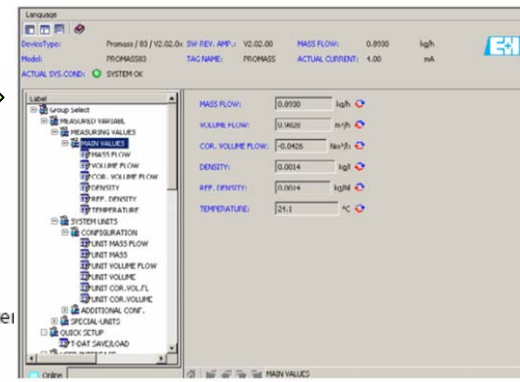 Language
DeviceType: Promass / 83 / V2.02.0x SW REV. AMP.: V2.02.00 MASS FLOW: 0.8930 kg/h
Model: PROMASS83 TAG NAME: PROMASS ACTUAL CURRENT: 4.00 mA
E+H
ACTUAL SYS.COND: SYSTEM OK
Label
Group Select
MEASURED VARIABL
MEASURING VALUES
MAIN VALUES
MASS FLOW
VOLUME FLOW
COR. VOLUME FLOW
DENSITY
REF. DENSITY
TEMPERATURE
SYSTEM UNITS
CONFIGURATION
UNIT MASS FLOW
UNIT MASS
UNIT VOLUME FLOW
UNIT VOLUME
UNIT COR.VOL.FL
UNIT COR.VOLUME
ADDITIONAL CONF.
SPECIAL-UNITS
QUICK SETUP
T-DAT SAVE/LOAD
USER INTERFACE
Online
MASS FLOW: 0.8930 kg/h
VOLUME FLOW: 0.9828 m³/h
COR. VOLUME FLOW: -0.0426 Nm³/h
DENSITY: 0.0014 kg/l
REF. DENSITY: 0.0014 kg/Nl
TEMPERATURE: 24.1 °C
MAIN VALUES